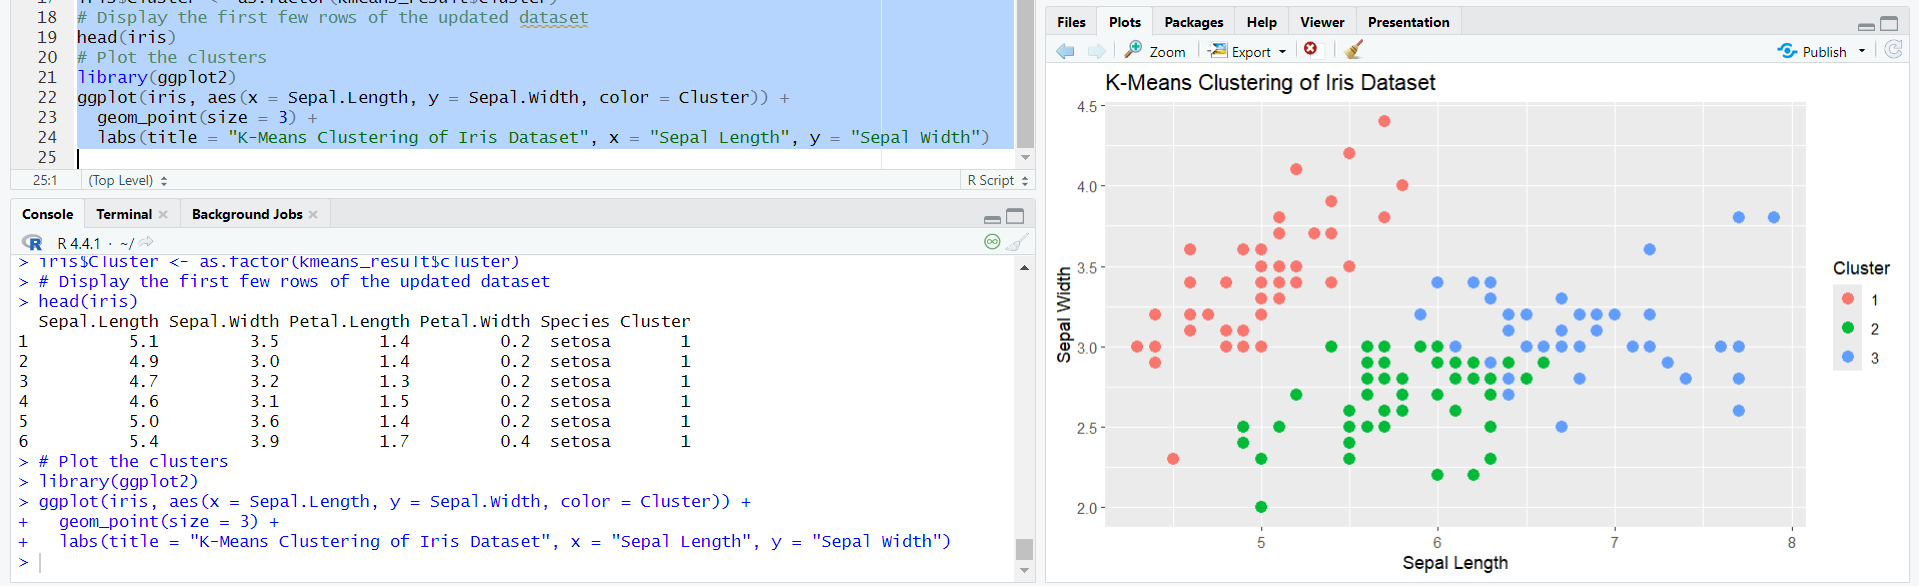 17 iris$Cluster <- as.factor(kmeans_result$cluster)
18 # Display the first few rows of the updated dataset
19 head(iris)
20 # Plot the clusters
21 library(ggplot2)
22 ggplot(iris, aes(x = Sepal.Length, y = Sepal.Width, color = Cluster)) +
23 geom_point(size = 3) +
24 labs(title = "K-Means Clustering of Iris Dataset", x = "Sepal Length", y = "Sepal Width")
25
25:1 (Top Level) R Script
Console Terminal Background Jobs
R R 4.4.1 · ~/
> iris$Cluster <- as.factor(kmeans_result$cluster)
> # Display the first few rows of the updated dataset
> head(iris)
Sepal.Length Sepal.Width Petal.Length Petal.Width Species Cluster
1 5.1 3.5 1.4 0.2 setosa 1
2 4.9 3.0 1.4 0.2 setosa 1
3 4.7 3.2 1.3 0.2 setosa 1
4 4.6 3.1 1.5 0.2 setosa 1
5 5.0 3.6 1.4 0.2 setosa 1
6 5.4 3.9 1.7 0.4 setosa 1
> # Plot the clusters
> library(ggplot2)
> ggplot(iris, aes(x = Sepal.Length, y = Sepal.Width, color = Cluster)) +
+ geom_point(size = 3) +
+ labs(title = "K-Means Clustering of Iris Dataset", x = "Sepal Length", y = "Sepal Width")
>
Files Plots Packages Help Viewer Presentation
Zoom Export Publish
K-Means Clustering of Iris Dataset
4.5
4.0
3.5
3.0
2.5
2.0
Sepal Width
5 6 7 8
Sepal Length
Cluster
1
2
3